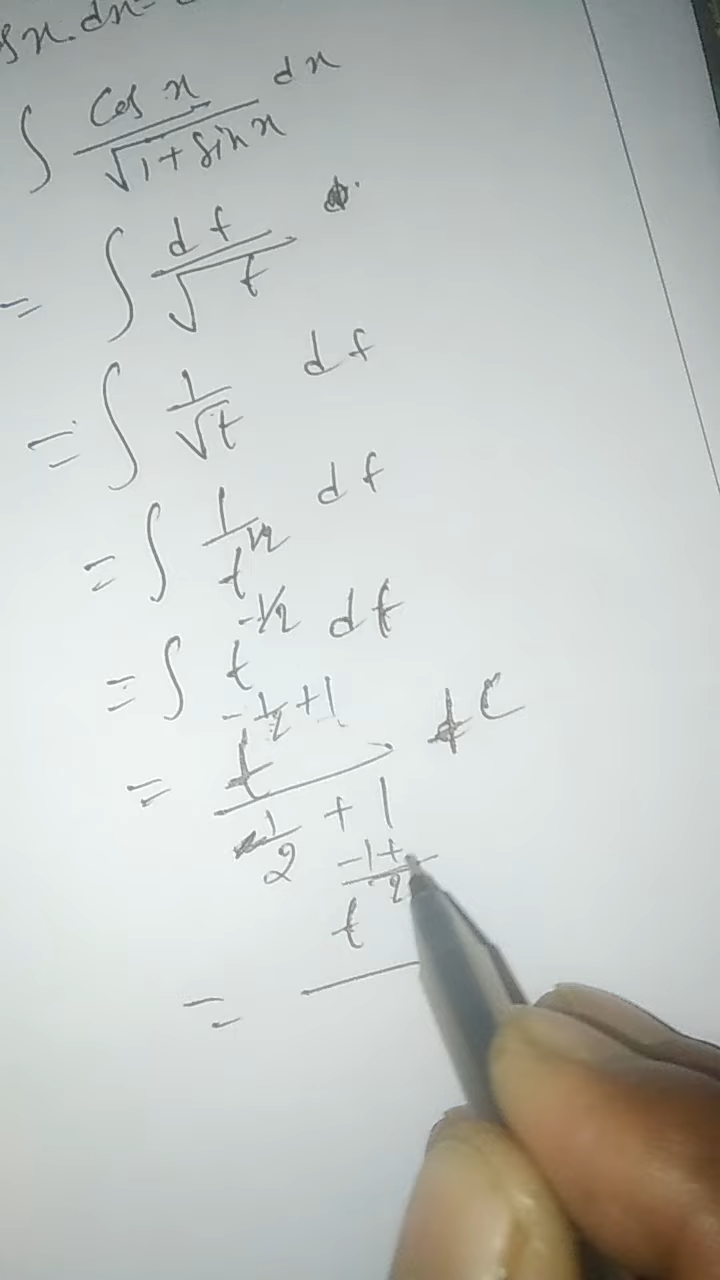 x.dx=
∫ cos x / √1+sin x dx
= ∫ dt / √t
= ∫ 1/√t dt
= ∫ 1/t^1/2 dt
= ∫ t^-1/2 dt
= t^-1/2+1 / -1/2 + 1 + C
= t^-1+/2